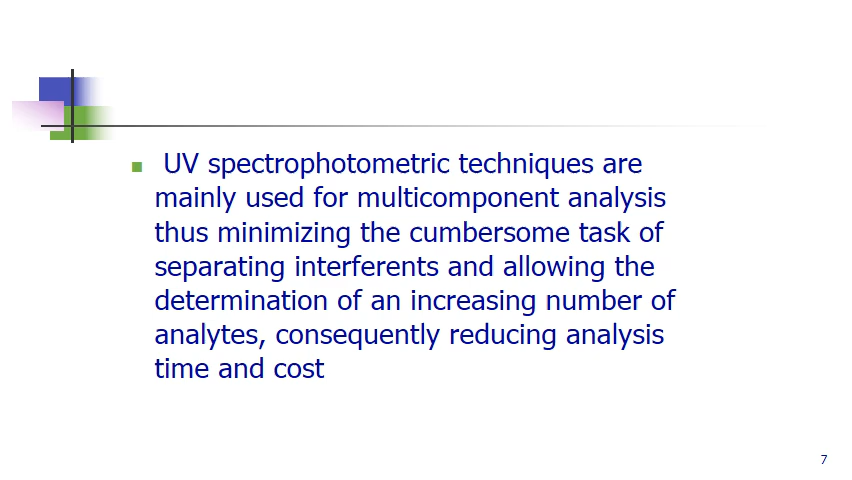 UV spectrophotometric techniques are
mainly used for multicomponent analysis
thus minimizing the cumbersome task of
separating interferents and allowing the
determination of an increasing number of
analytes, consequently reducing analysis
time and cost
7